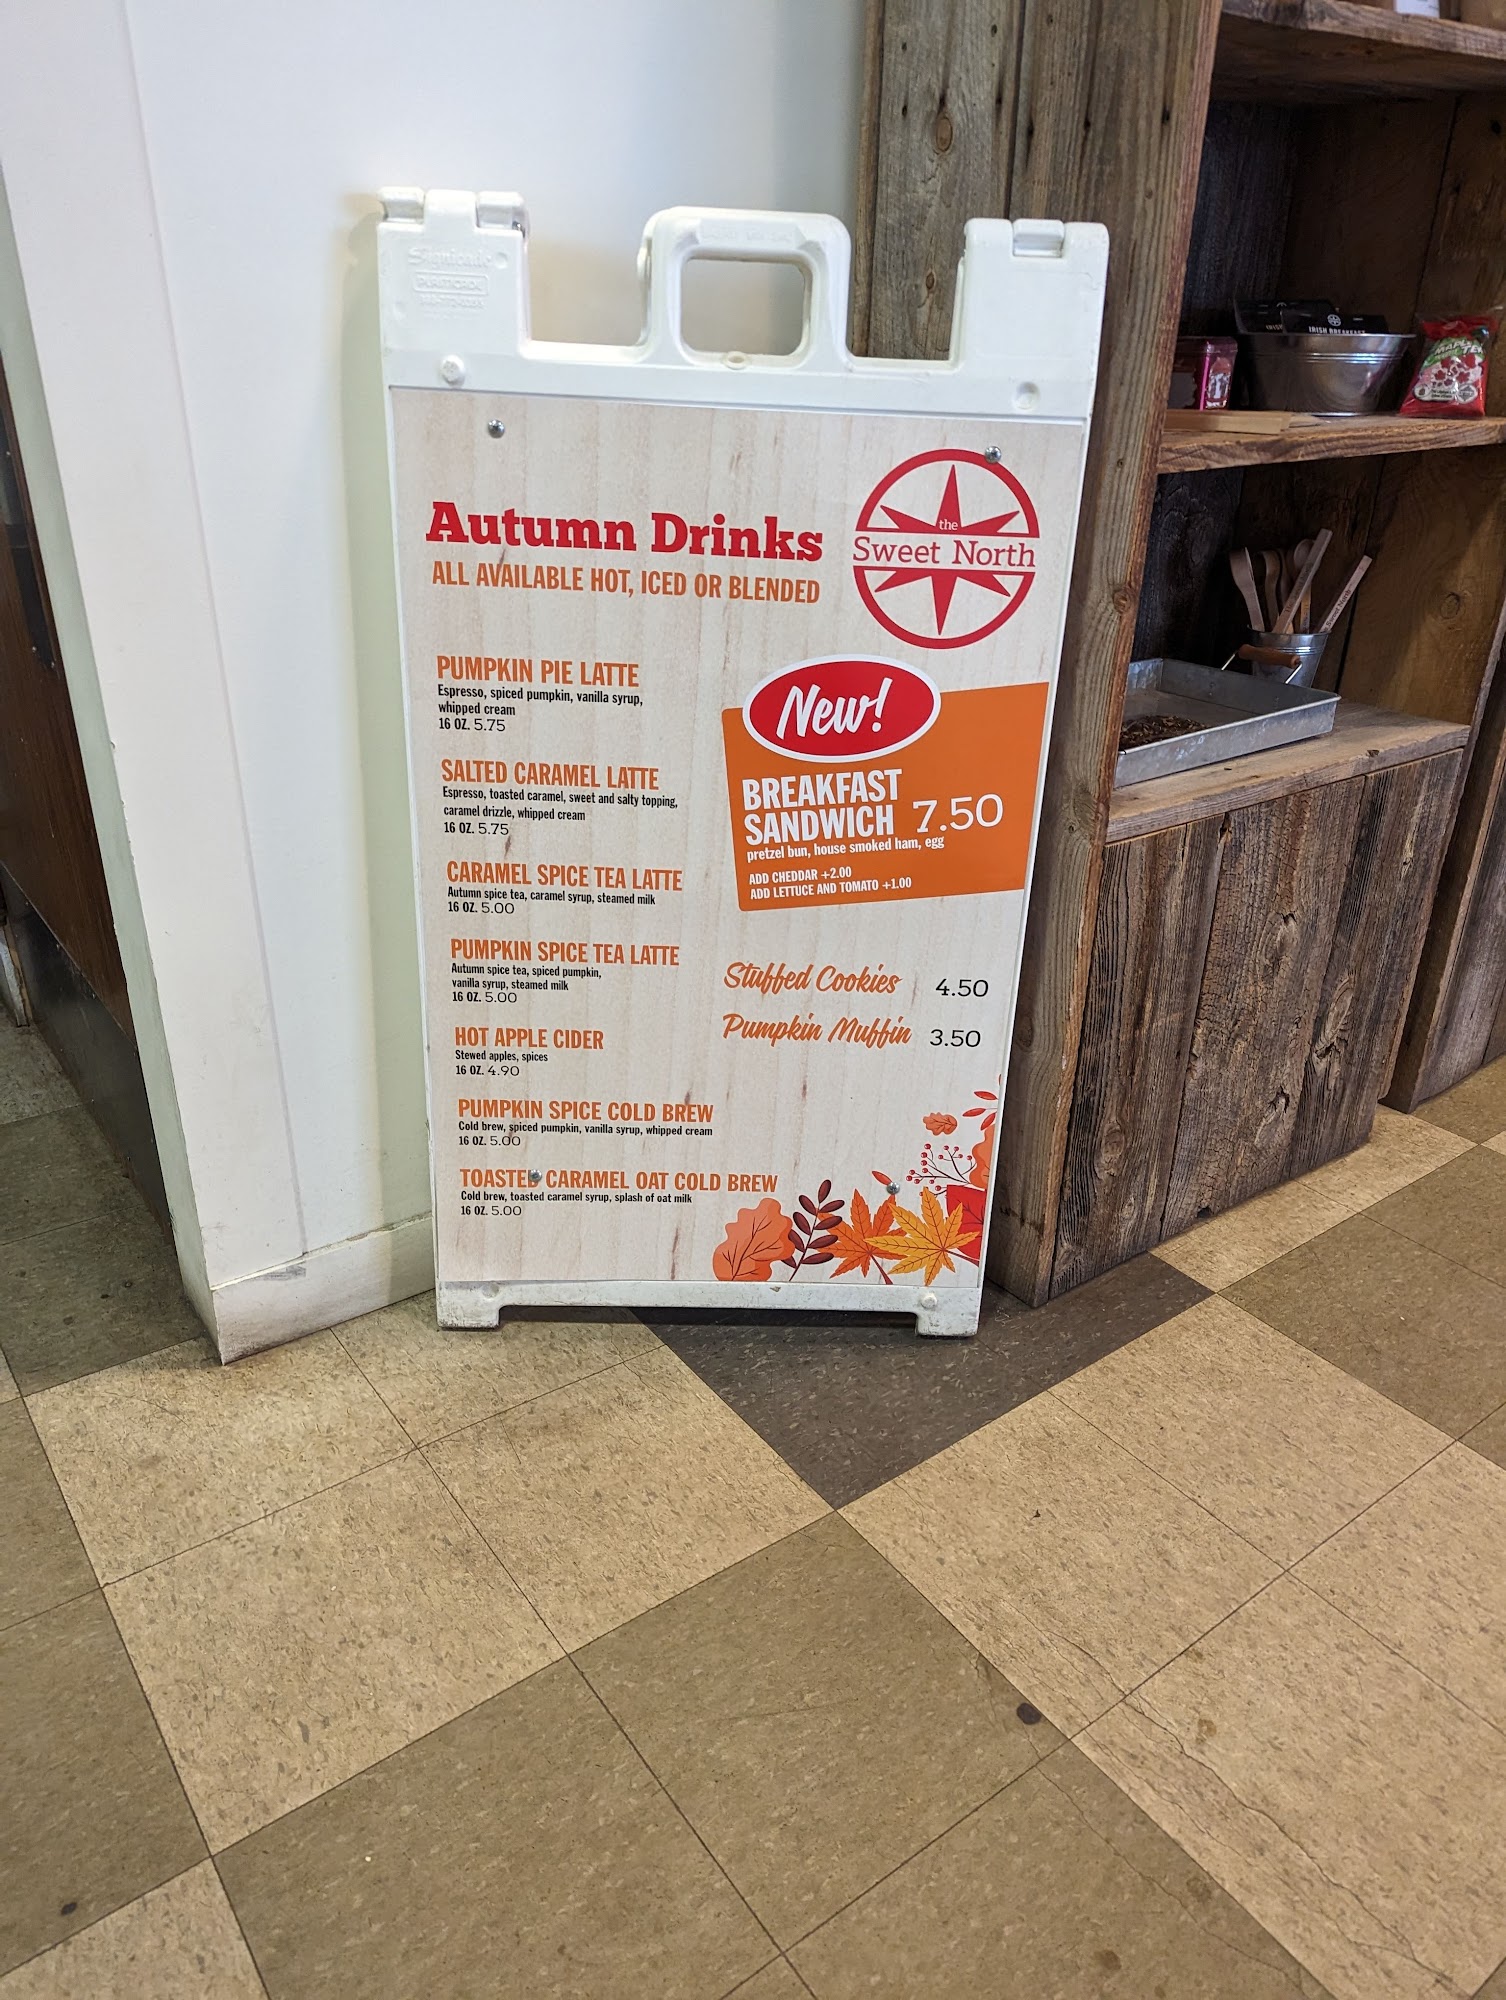 Signicade
PLASTICADE
Autumn Drinks
ALL AVAILABLE HOT, ICED OR BLENDED
the
Sweet North
PUMPKIN PIE LATTE
Espresso, spiced pumpkin, vanilla syrup,
whipped cream
16 OZ. 5.75
SALTED CARAMEL LATTE
Espresso, toasted caramel, sweet and salty topping,
caramel drizzle, whipped cream
16 OZ. 5.75
CARAMEL SPICE TEA LATTE
Autumn spice tea, caramel syrup, steamed milk
16 OZ. 5.00
PUMPKIN SPICE TEA LATTE
Autumn spice tea, spiced pumpkin,
vanilla syrup, steamed milk
16 OZ. 5.00
HOT APPLE CIDER
Stewed apples, spices
16 OZ. 4.90
PUMPKIN SPICE COLD BREW
Cold brew, spiced pumpkin, vanilla syrup, whipped cream
16 OZ. 5.00
TOASTED CARAMEL OAT COLD BREW
Cold brew, toasted caramel syrup, splash of oat milk
16 OZ. 5.00
New!
BREAKFAST
SANDWICH 7.50
pretzel bun, house smoked ham, egg
ADD CHEDDAR +2.00
ADD LETTUCE AND TOMATO +1.00
Stuffed Cookies 4.50
Pumpkin Muffin 3.50
IRISH BREAKFAST
MAPLE
TEA